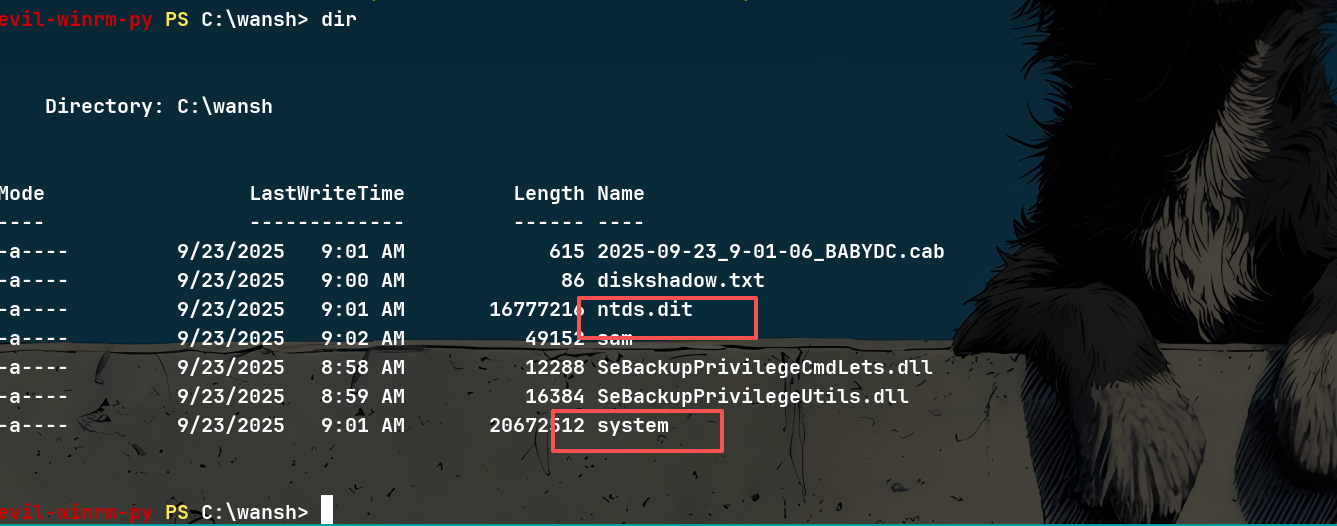 evil-winrm-py PS C:\wansh> dir
Directory: C:\wansh
Mode LastWriteTime Length Name
---- ------------- ------ ----
-a---- 9/23/2025 9:01 AM 615 2025-09-23_9-01-06_BABYDC.cab
-a---- 9/23/2025 9:00 AM 86 diskshadow.txt
-a---- 9/23/2025 9:01 AM 16777216 ntds.dit
-a---- 9/23/2025 9:02 AM 49152 sam
-a---- 9/23/2025 8:58 AM 12288 SeBackupPrivilegeCmdLets.dll
-a---- 9/23/2025 8:59 AM 16384 SeBackupPrivilegeUtils.dll
-a---- 9/23/2025 9:01 AM 20672512 system
evil-winrm-py PS C:\wansh>